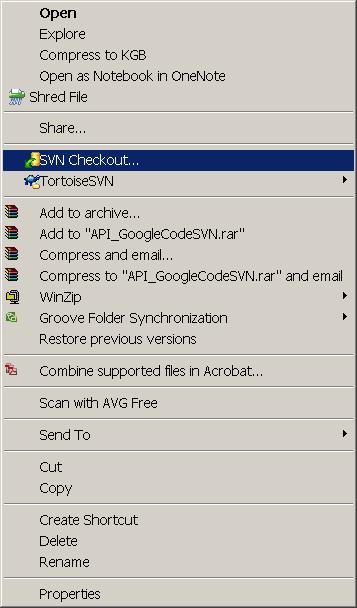 Open
Explore
Compress to KGB
Open as Notebook in OneNote
Shred File
Share...
SVN Checkout...
TortoiseSVN
Add to archive...
Add to "API_GoogleCodeSVN.rar"
Compress and email...
Compress to "API_GoogleCodeSVN.rar" and email
WinZip
Groove Folder Synchronization
Restore previous versions
Combine supported files in Acrobat...
Scan with AVG Free
Send To
Cut
Copy
Create Shortcut
Delete
Rename
Properties